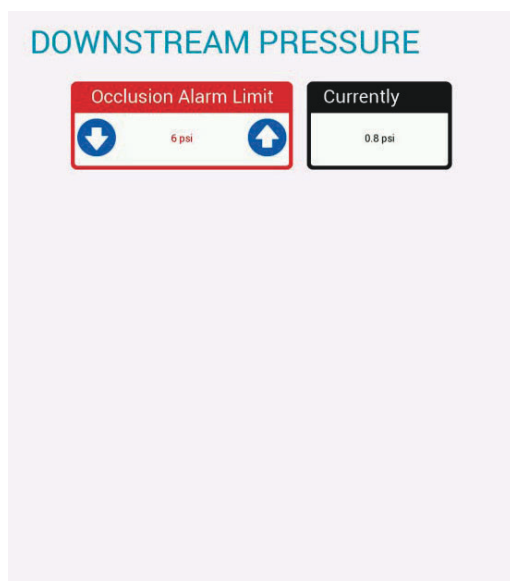 DOWNSTREAM PRESSURE
Occlusion Alarm Limit
Currently
6 psi
0.8 psi